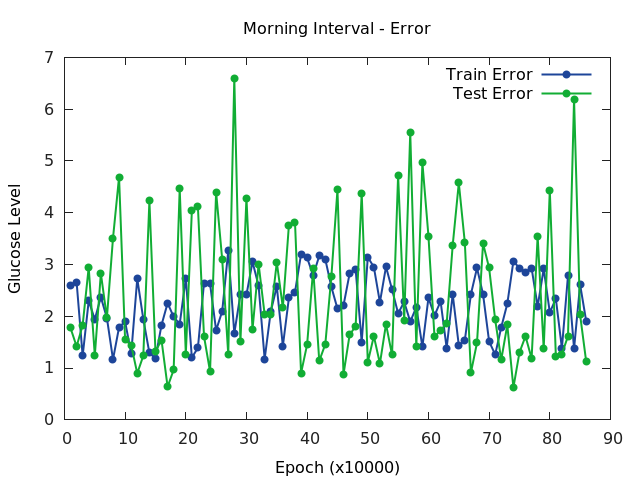 Morning Interval - Error
7
6
5
4
3
2
1
0
Glucose Level
Train Error
Test Error
0 10 20 30 40 50 60 70 80 90
Epoch (x10000)